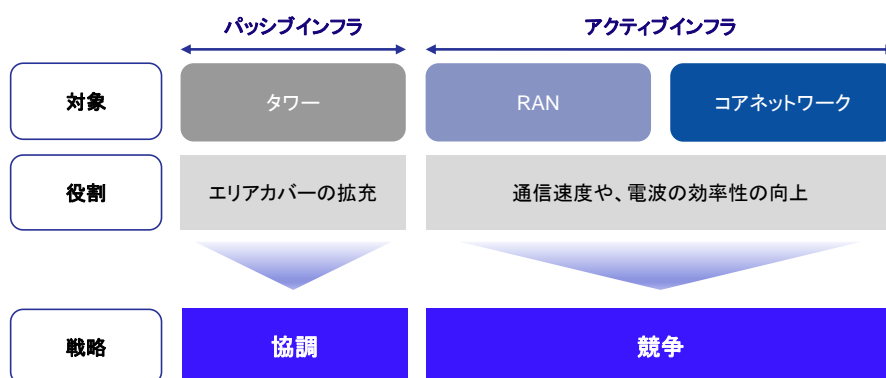 パッシブインフラ
アクティブインフラ
対象
タワー
RAN
コアネットワーク
役割
エリアカバーの拡充
通信速度や、電波の効率性の向上
戦略
協調
競争